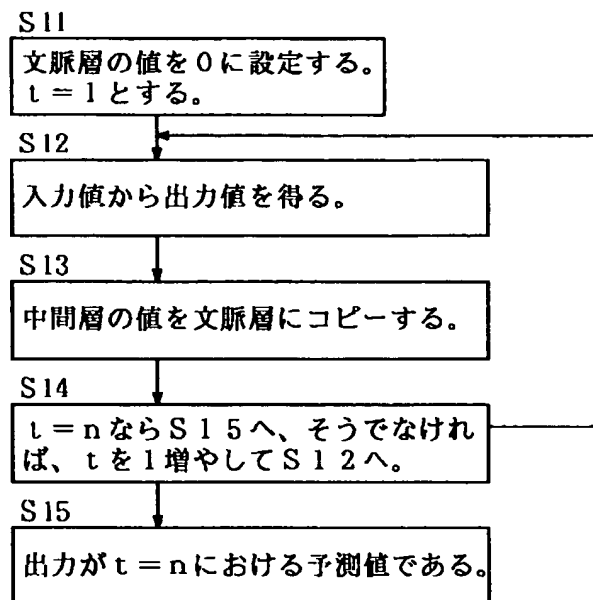 S11
文脈層の値を0に設定する。
t=1とする。
S12
入力値から出力値を得る。
S13
中間層の値を文脈層にコピーする。
S14
t=nならS15へ、そうでなけれ
ば、tを1増やしてS12へ。
S15
出力がt=nにおける予測値である。